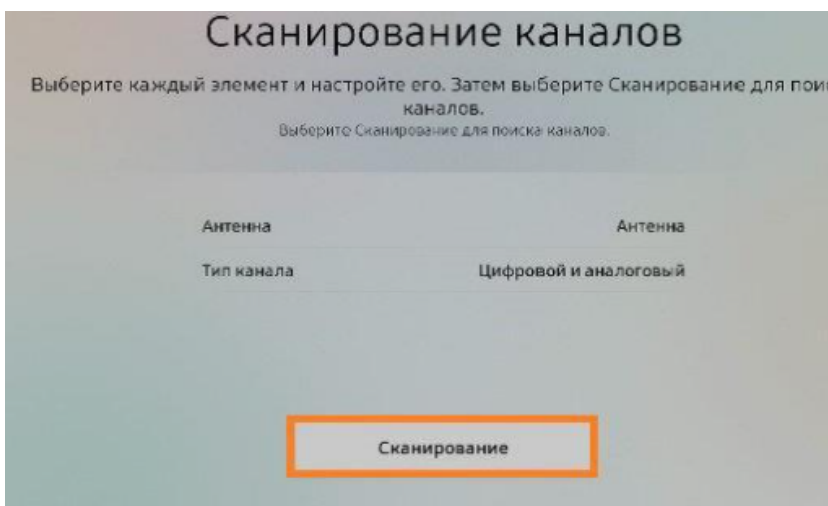 Сканирование каналов
Выберите каждый элемент и настройте его. Затем выберите Сканирование для
каналов.
Выберите Сканирование для поиска каналов.
Антенна Антенна
Тип канала Цифровой и аналоговый
Сканирование